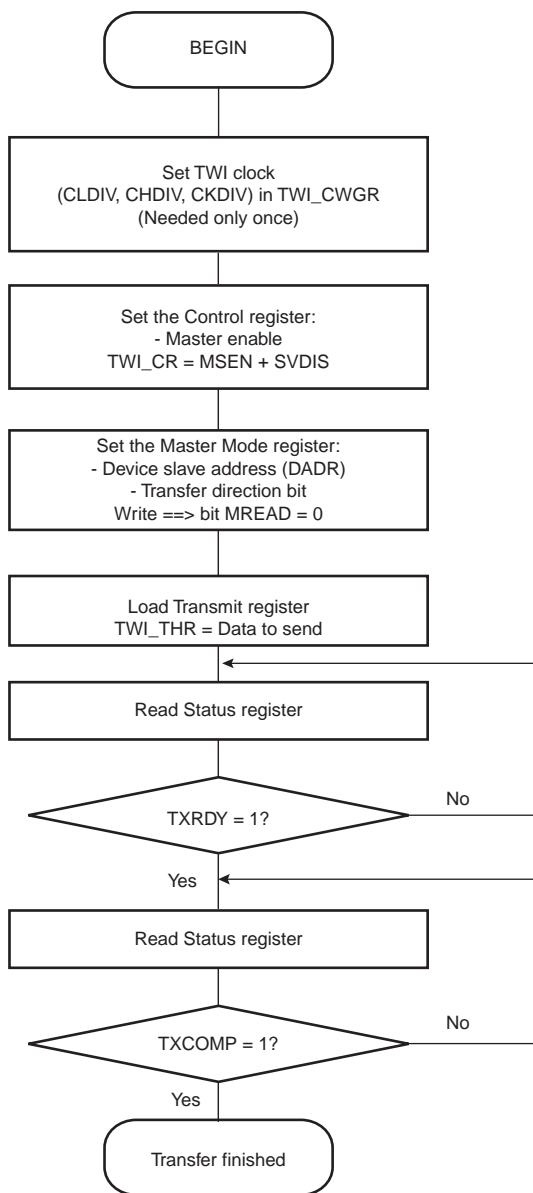 BEGIN
Set TWI clock
(CLDIV, CHDIV, CKDIV) in TWI_CWGR
(Needed only once)
Set the Control register:
- Master enable
TWI_CR = MSEN + SVDIS
Set the Master Mode register:
- Device slave address (DADR)
- Transfer direction bit
Write ==> bit MREAD = 0
Load Transmit register
TWI_THR = Data to send
Read Status register
TXRDY = 1?
No
Yes
Read Status register
TXCOMP = 1?
No
Yes
Transfer finished